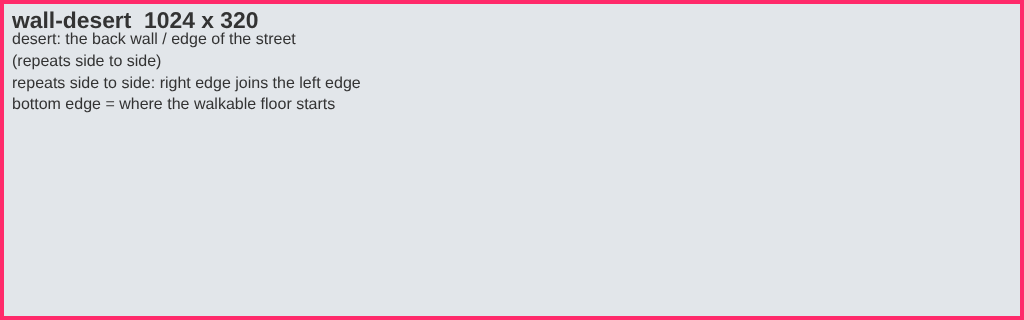 wall-desert  1024 x 320
desert: the back wall / edge of the street
(repeats side to side)
repeats side to side: right edge joins the left edge
bottom edge = where the walkable floor starts